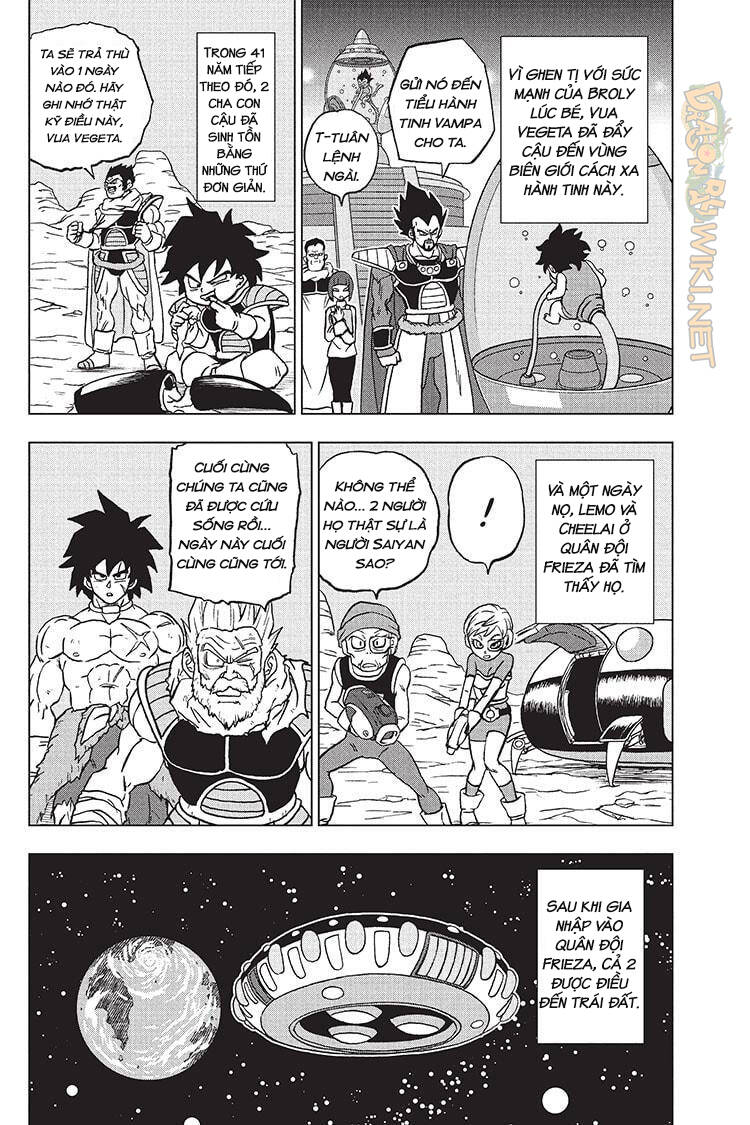 VÌ GHEN TỊ VỚI SỨC
MẠNH CỦA BROLY
LÚC BÉ, VUA
VEGETA ĐÃ ĐẨY
CẬU ĐẾN VÙNG
BIÊN GIỚI CÁCH XA
HÀNH TINH NÀY.
GỬI NÓ ĐẾN
TIỂU HÀNH
TINH VAMPA
CHO TA.
T-TUÂN
LỆNH
NGÀI.
TRONG 41
NĂM TIẾP
THEO ĐÓ, 2
CHA CON
CẬU ĐÃ
SINH TỒN
BẰNG
NHỮNG THỨ
ĐƠN GIẢN.
TA SẼ TRẢ THÙ
VÀO 1 NGÀY
NÀO ĐÓ. HÃY
GHI NHỚ THẬT
KỸ ĐIỀU NÀY,
VUA VEGETA.
VÀ MỘT NGÀY
NỌ, LEMO VÀ
CHEELAI Ở
QUÂN ĐỘI
FRIEZA ĐÃ TÌM
THẤY HỌ.
!
KHÔNG THỂ
NÀO... 2 NGƯỜI
HỌ THẬT SỰ LÀ
NGƯỜI SAIYAN
SAO?
CUỐI CÙNG
CHÚNG TA CŨNG
ĐÃ ĐƯỢC CỨU
SỐNG RỒI...
NGÀY NÀY CUỐI
CÙNG CŨNG TỚI.
SAU KHI GIA
NHẬP VÀO
QUÂN ĐỘI
FRIEZA, CẢ 2
ĐƯỢC ĐIỀU
ĐẾN TRÁI ĐẤT.
DRAGON BALL WIKI.NET